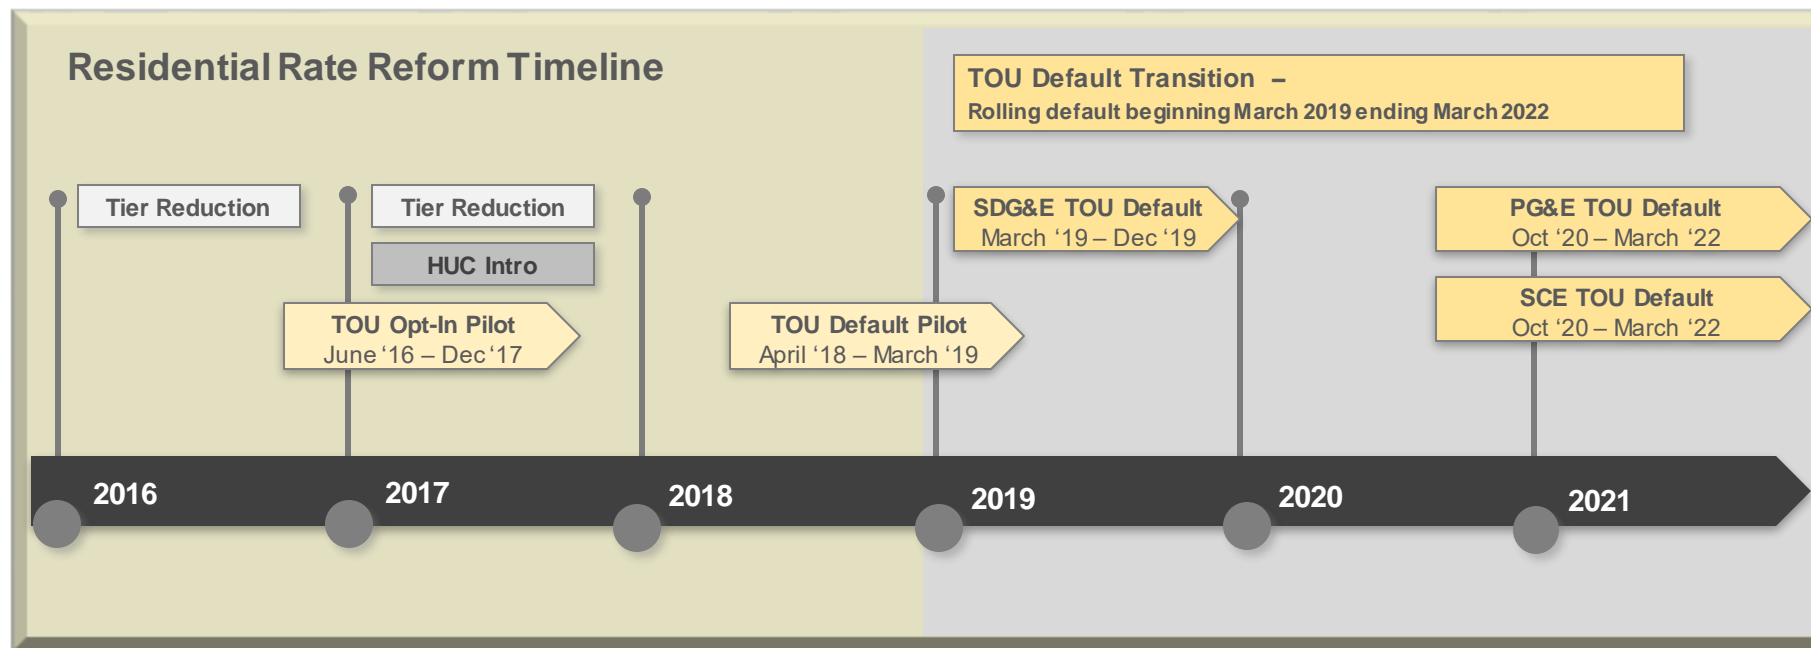 Residential Rate Reform Timeline
TOU Default Transition –
Rolling default beginning March 2019 ending March 2022
Tier Reduction
Tier Reduction
HUC Intro
TOU Opt-In Pilot
June ‘16 – Dec ‘17
TOU Default Pilot
April ‘18 – March ‘19
SDG&E TOU Default
March ‘19 – Dec ‘19
PG&E TOU Default
Oct ‘20 – March ‘22
SCE TOU Default
Oct ‘20 – March ‘22
2016
2017
2018
2019
2020
2021